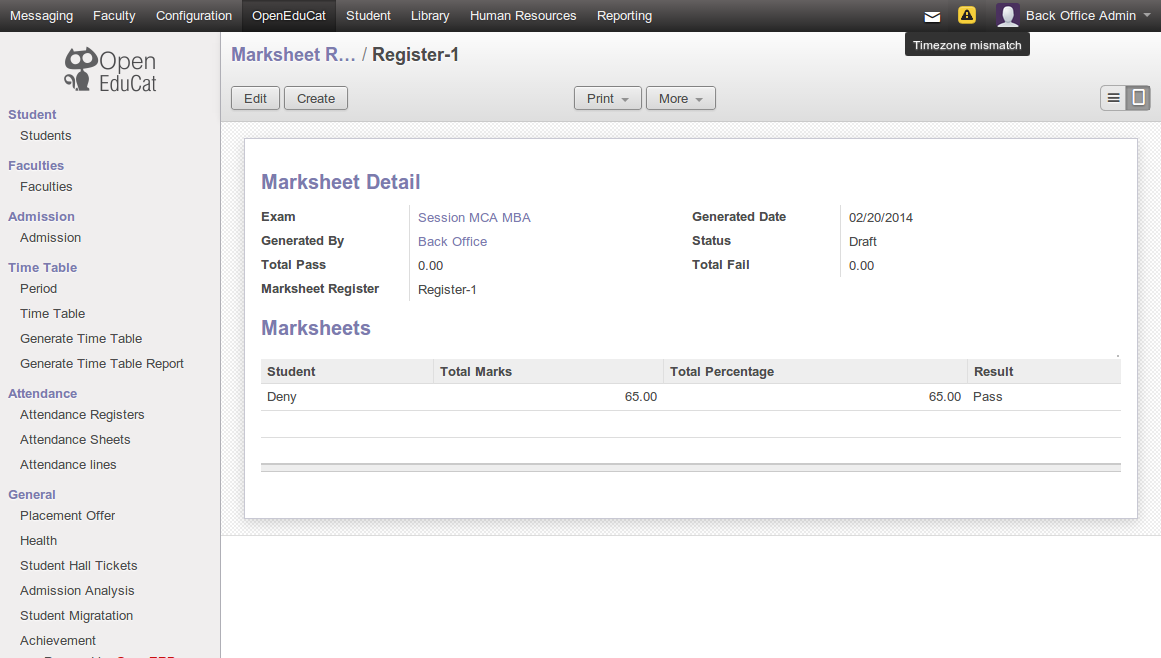 Messaging Faculty Configuration OpenEduCat Student Library Human Resources Reporting Back Office Admin
Timezone mismatch
Open
EduCat
Student
Students
Faculties
Faculties
Admission
Admission
Time Table
Period
Time Table
Generate Time Table
Generate Time Table Report
Attendance
Attendance Registers
Attendance Sheets
Attendance lines
General
Placement Offer
Health
Student Hall Tickets
Admission Analysis
Student Migratation
Achievement
Marksheet R... / Register-1
Edit Create Print More
Marksheet Detail
Exam Session MCA MBA Generated Date 02/20/2014
Generated By Back Office Status Draft
Total Pass 0.00 Total Fail 0.00
Marksheet Register Register-1
Marksheets
Student Total Marks Total Percentage Result
Deny 65.00 65.00 Pass